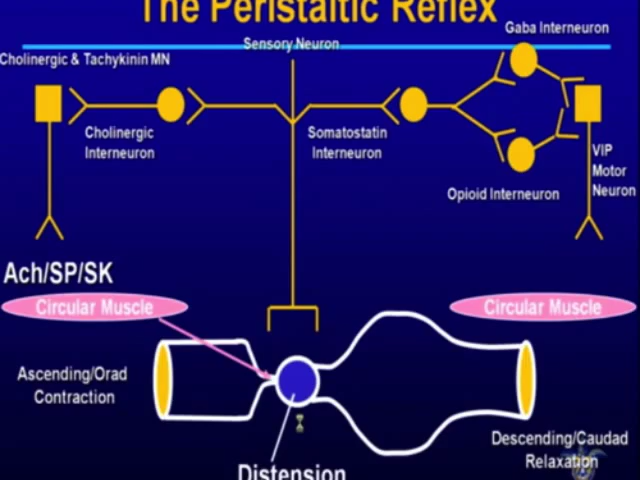 The Peristaltic Reflex
Gaba Interneuron
Sensory Neuron
Cholinergic & Tachykinin MN
Cholinergic
Interneuron
Somatostatin
Interneuron
VIP
Motor
Neuron
Opioid Interneuron
Ach/SP/SK
Circular Muscle
Circular Muscle
Ascending/Orad
Contraction
Descending/Caudad
Relaxation
Distension